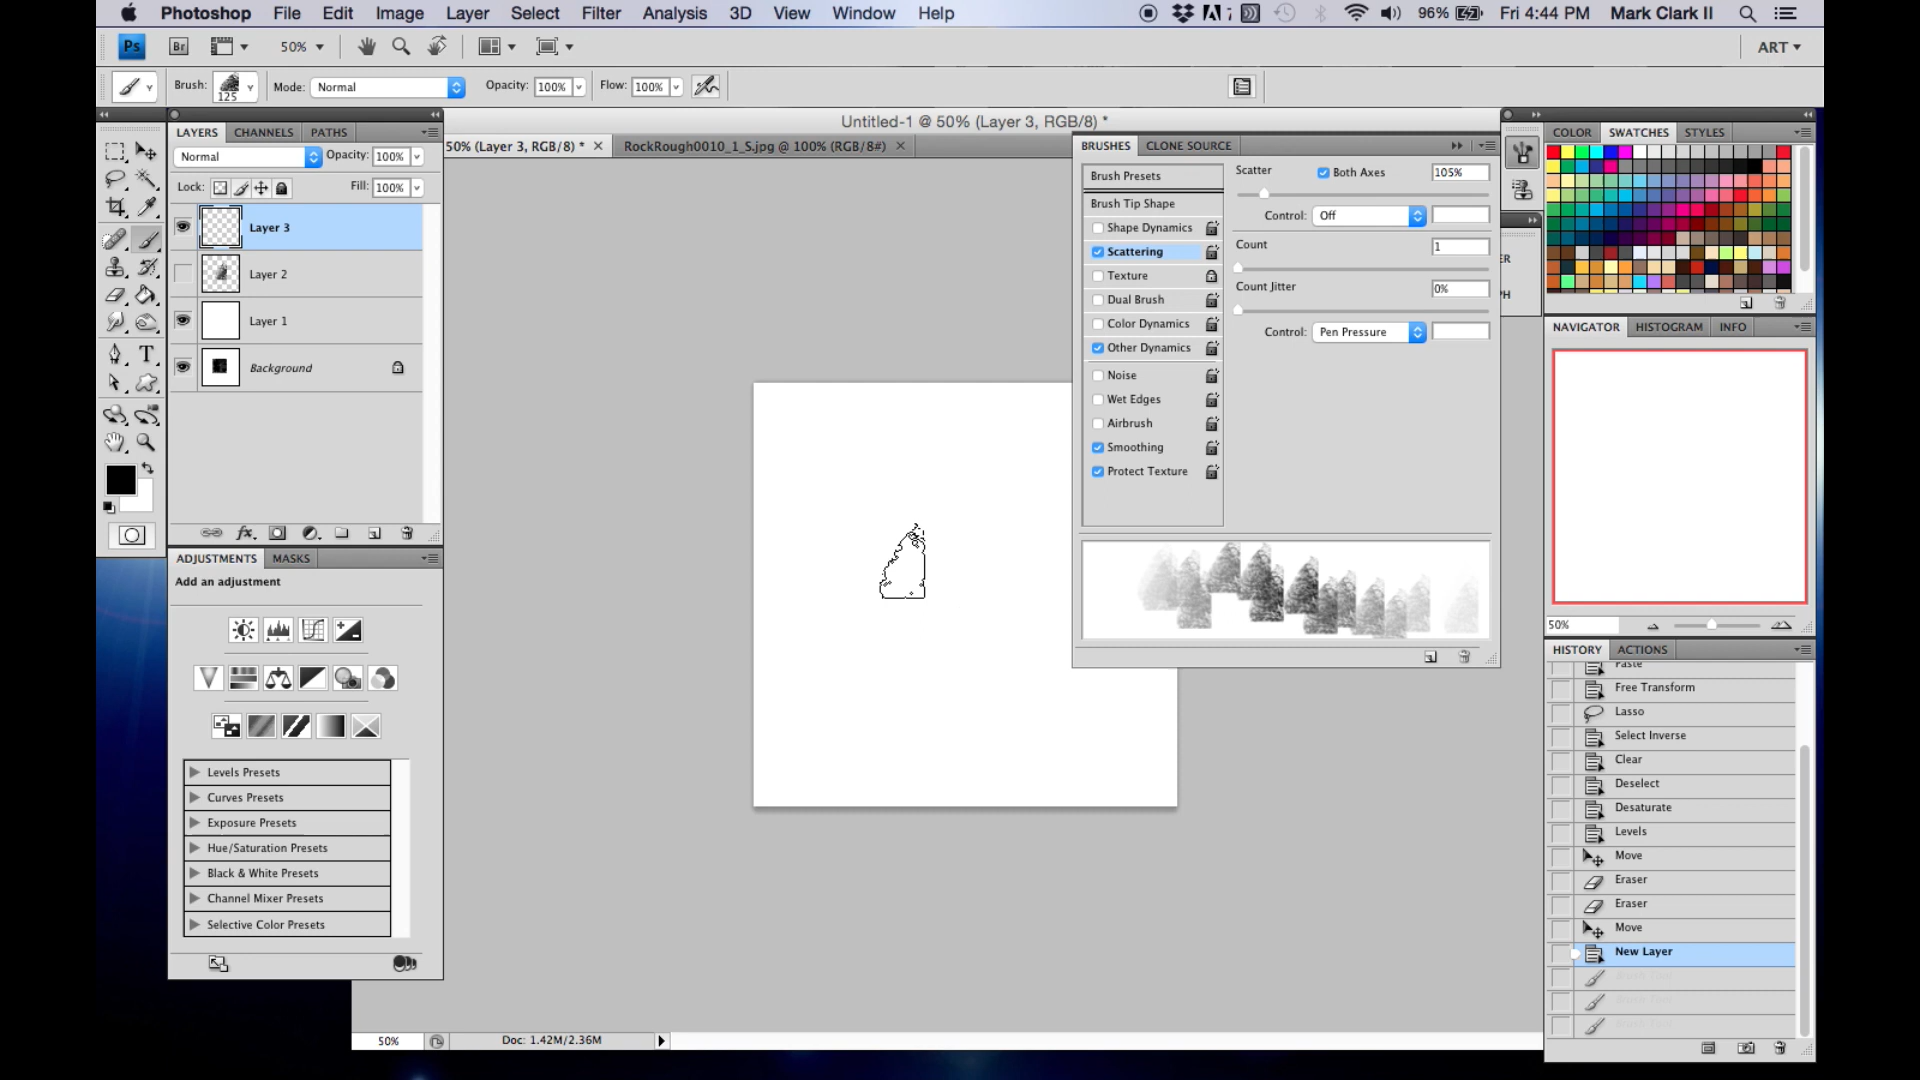 Photoshop File Edit Image Layer Select Filter Analysis 3D View Window Help 7 96% Fri 4:44 PM Mark Clark II
Ps Br 50% ART
Brush: 125 Mode: Normal Opacity: 100% Flow: 100%
Untitled-1 @ 50% (Layer 3, RGB/8) *
50% (Layer 3, RGB/8) * RockRough0010_1_S.jpg @ 100% (RGB/8#)
LAYERS CHANNELS PATHS
Normal Opacity: 100%
Lock: Fill: 100%
Layer 3
Layer 2
Layer 1
Background
T
fx
ADJUSTMENTS MASKS
Add an adjustment
Levels Presets
Curves Presets
Exposure Presets
Hue/Saturation Presets
Black & White Presets
Channel Mixer Presets
Selective Color Presets
BRUSHES CLONE SOURCE
Brush Presets
Brush Tip Shape
Shape Dynamics
Scattering
Texture
Dual Brush
Color Dynamics
Other Dynamics
Noise
Wet Edges
Airbrush
Smoothing
Protect Texture
Scatter Both Axes 105%
Control: Off
Count 1
Count Jitter 0%
Control: Pen Pressure
ER
PH
COLOR SWATCHES STYLES
NAVIGATOR HISTOGRAM INFO
50%
HISTORY ACTIONS
Paste
Free Transform
Lasso
Select Inverse
Clear
Deselect
Desaturate
Levels
Move
Eraser
Eraser
Move
New Layer
50% Doc: 1.42M/2.36M